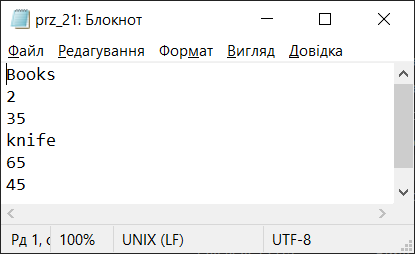 prz_21: Блокнот
Файл Редагування Формат Вигляд Довідка
Books
2
35
knife
65
45
Рд 1, с 100% UNIX (LF) UTF-8